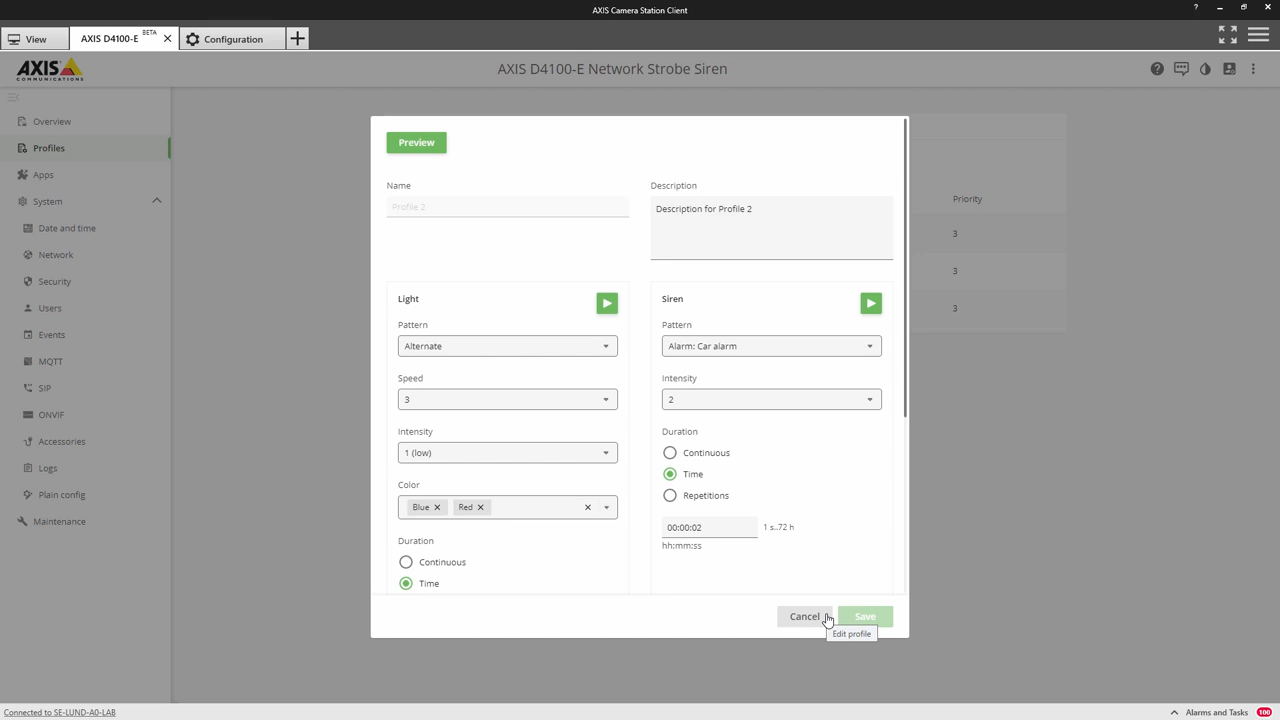 AXIS Camera Station Client
?
View
AXIS D4100-E BETA
Configuration
AXIS
COMMUNICATIONS
AXIS D4100-E Network Strobe Siren
Overview
Profiles
Apps
System
Date and time
Network
Security
Users
Events
MQTT
SIP
ONVIF
Accessories
Logs
Plain config
Maintenance
Priority
3
3
3
Preview
Name
Profile 2
Description
Description for Profile 2
Light
Pattern
Alternate
Speed
3
Intensity
1 (low)
Color
Blue
Red
Duration
Continuous
Time
Siren
Pattern
Alarm: Car alarm
Intensity
2
Duration
Continuous
Time
Repetitions
00:00:02 1 s..72 h
hh:mm:ss
Cancel
Save
Edit profile
Connected to SE-LUND-A0-LAB
Alarms and Tasks 100